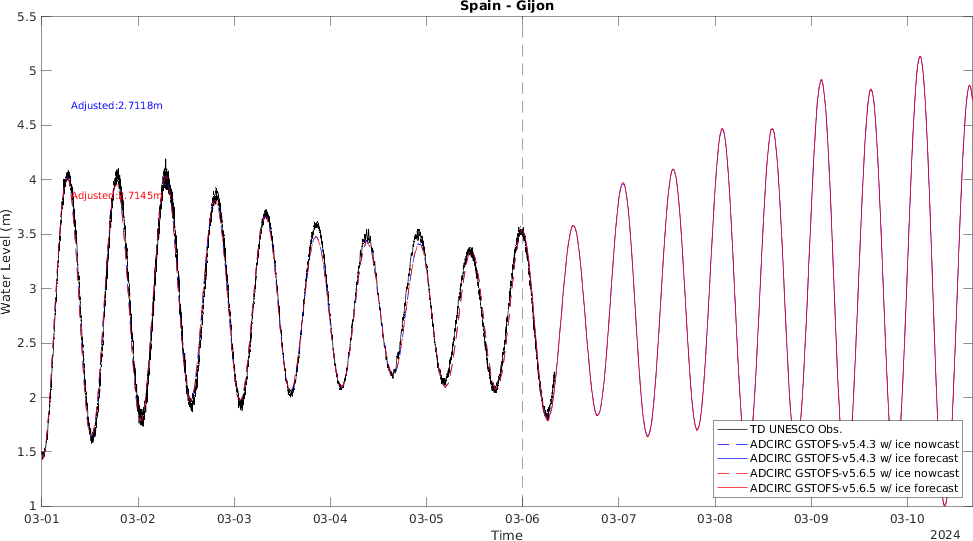 Spain - Gijon
5.5
5
4.5
4
3.5
3
2.5
2
1.5
1
Water Level (m)
Adjusted:2.7118m
Adjusted:2.7145m
TD UNESCO Obs.
ADCIRC GSTOFS-v5.4.3 w/ ice nowcast
ADCIRC GSTOFS-v5.4.3 w/ ice forecast
ADCIRC GSTOFS-v5.6.5 w/ ice nowcast
ADCIRC GSTOFS-v5.6.5 w/ ice forecast
03-01 03-02 03-03 03-04 03-05 03-06 03-07 03-08 03-09 03-10
Time
2024